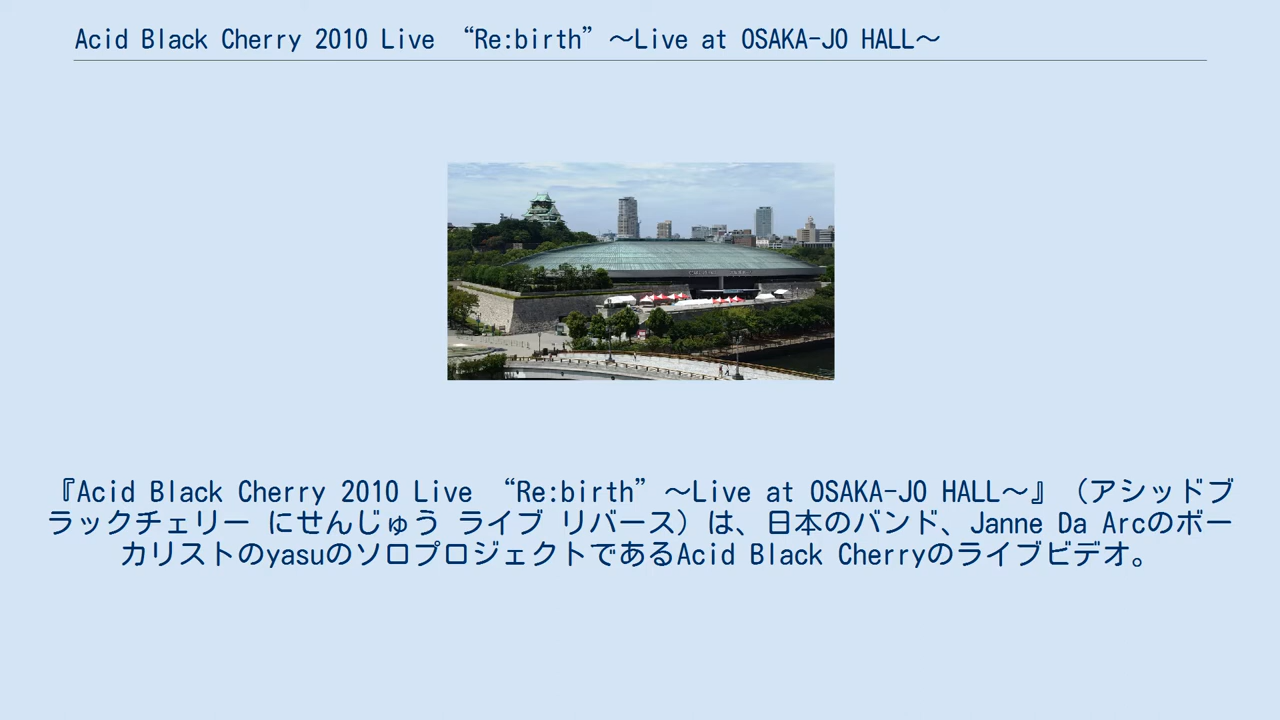 Acid Black Cherry 2010 Live “Re:birth”～Live at OSAKA-JO HALL～
『Acid Black Cherry 2010 Live “Re:birth”～Live at OSAKA-JO HALL～』（アシッドブ
ラックチェリー にせんじゅう ライブ リバース）は、日本のバンド、Janne Da Arcのボー
カリストのyasuのソロプロジェクトであるAcid Black Cherryのライブビデオ。